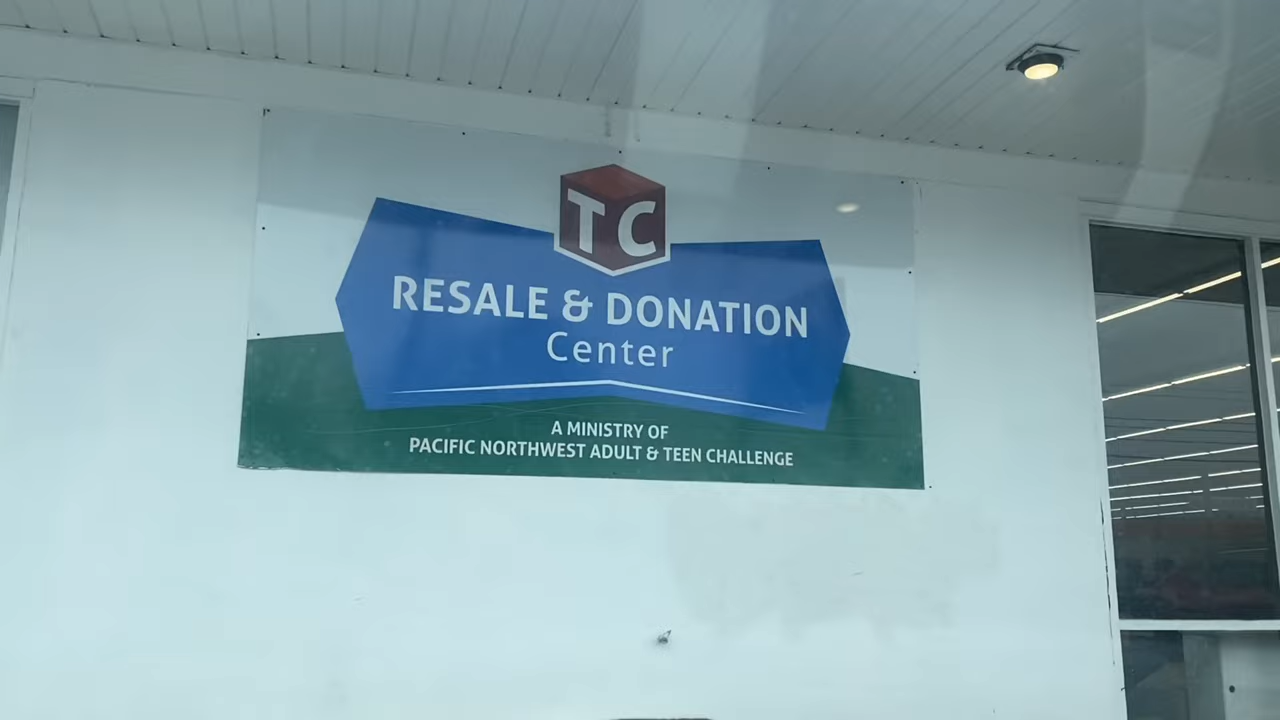 TC
RESALE & DONATION
Center
A MINISTRY OF
PACIFIC NORTHWEST ADULT & TEEN CHALLENGE